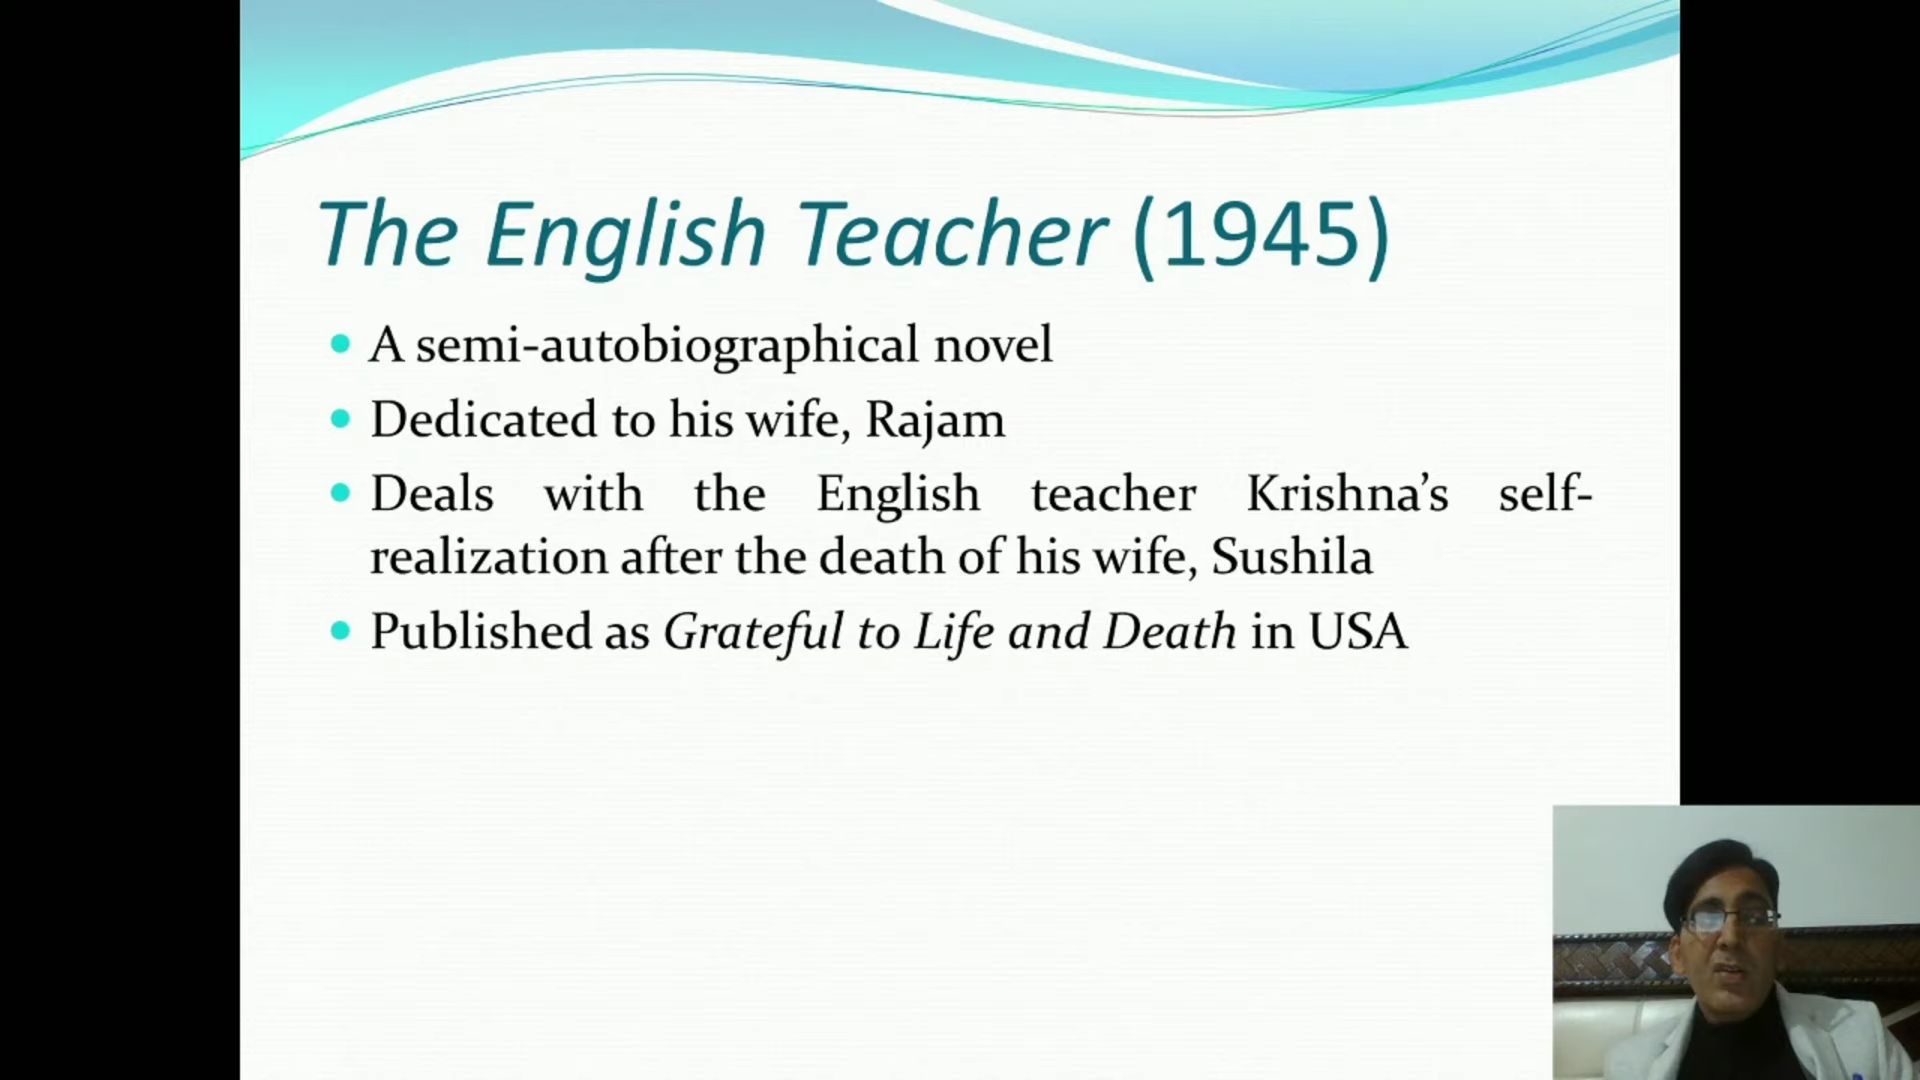 The English Teacher (1945)
A semi-autobiographical novel
Dedicated to his wife, Rajam
Deals with the English teacher Krishna’s self-
realization after the death of his wife, Sushila
Published as Grateful to Life and Death in USA